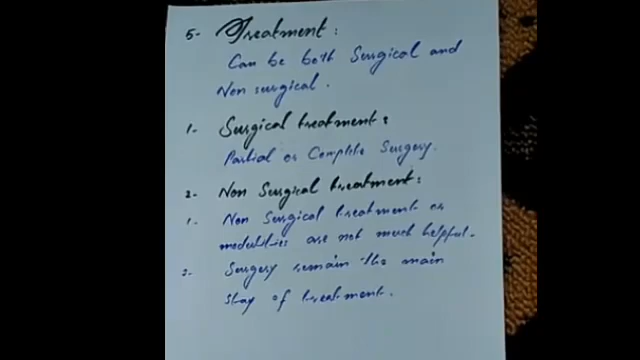 5- Treatment:
Can be both Surgical and
Non surgical.
1- Surgical treatment:
Partial or Complete Surgery.
2- Non Surgical treatment:
1- Non Surgical treatment or
modulities are not much helpful.
2- Surgery remain the main
stay of treatment.